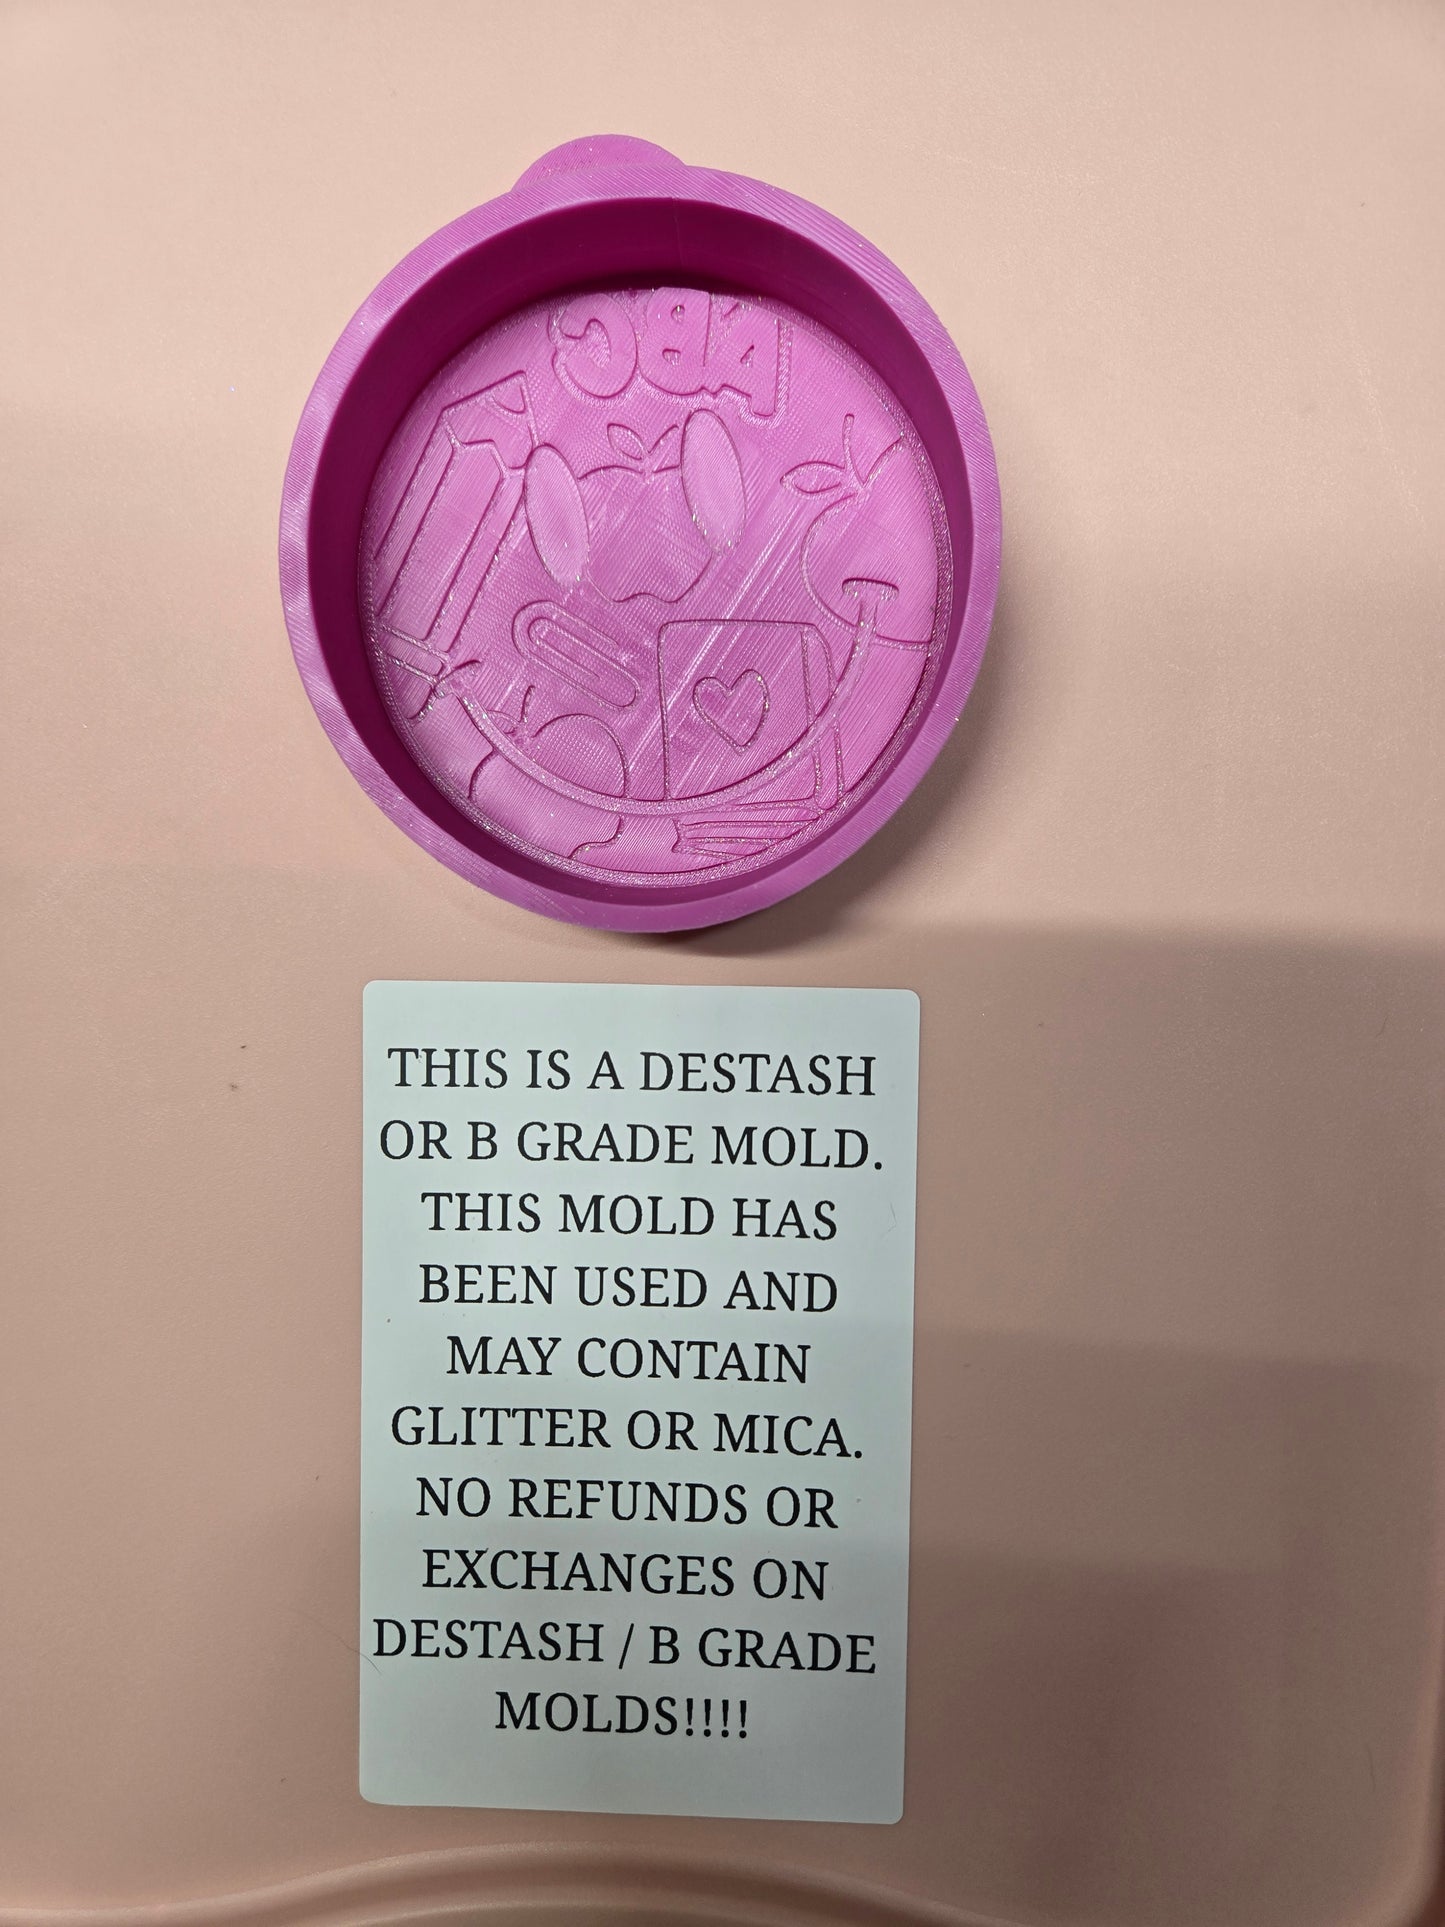 ABC
THIS IS A DESTASH
OR B GRADE MOLD.
THIS MOLD HAS
BEEN USED AND
MAY CONTAIN
GLITTER OR MICA.
NO REFUNDS OR
EXCHANGES ON
DESTASH / B GRADE
MOLDS!!!!